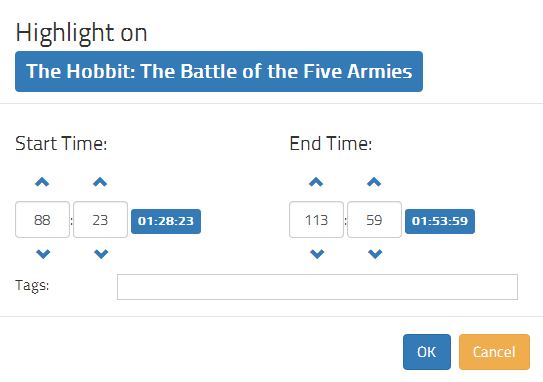 Highlight on
The Hobbit: The Battle of the Five Armies
Start Time: End Time:
88 : 23 01:28:23 113 : 59 01:53:59
Tags:
OK Cancel